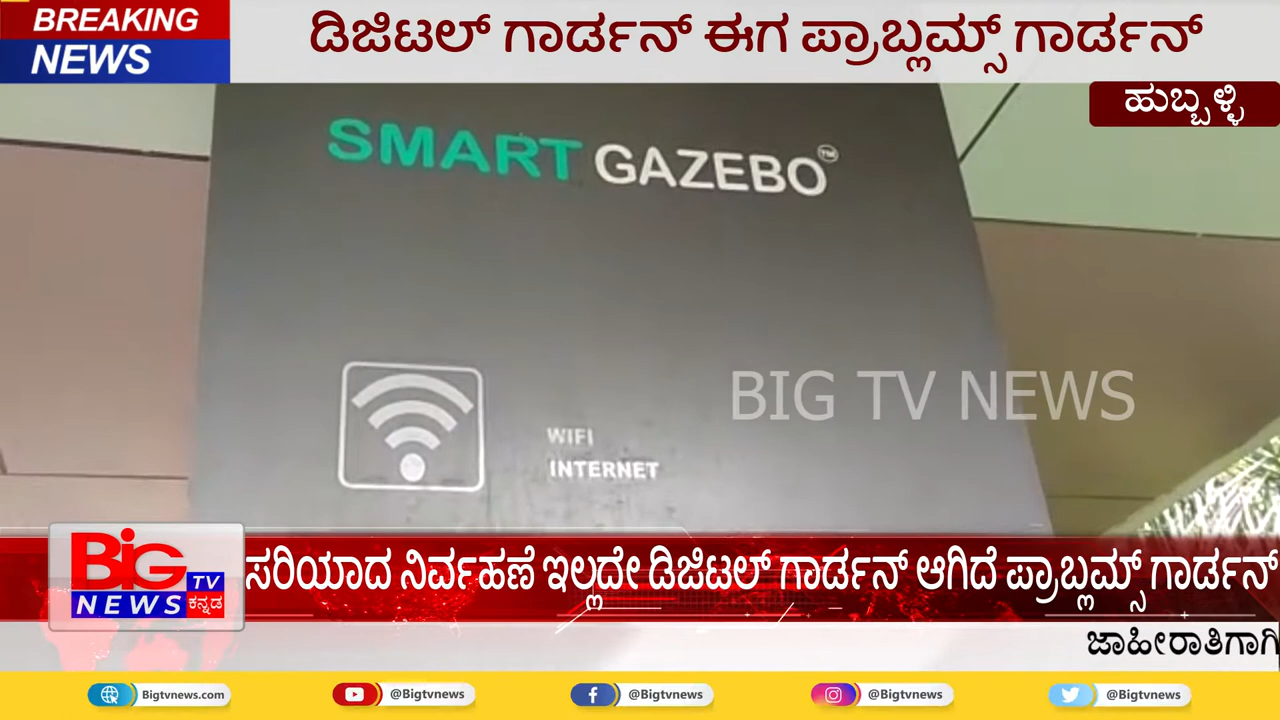 BREAKING
NEWS
ಡಿಜಿಟಲ್ ಗಾರ್ಡನ್ ಈಗ ಪ್ರಾಬ್ಲಮ್ಸ್ ಗಾರ್ಡನ್
ಹುಬ್ಬಳ್ಳಿ
SMART GAZEBO™
BIG TV NEWS
WIFI
INTERNET
BIG TV
NEWS ಕನ್ನಡ
ಸರಿಯಾದ ನಿರ್ವಹಣೆ ಇಲ್ಲದೇ ಡಿಜಿಟಲ್ ಗಾರ್ಡನ್ ಆಗಿದೆ ಪ್ರಾಬ್ಲಮ್ಸ್ ಗಾರ್ಡನ್
ಜಾಹೀರಾತಿಗಾಗಿ
Bigtvnews.com @Bigtvnews @Bigtvnews @Bigtvnews @Bigtvnews